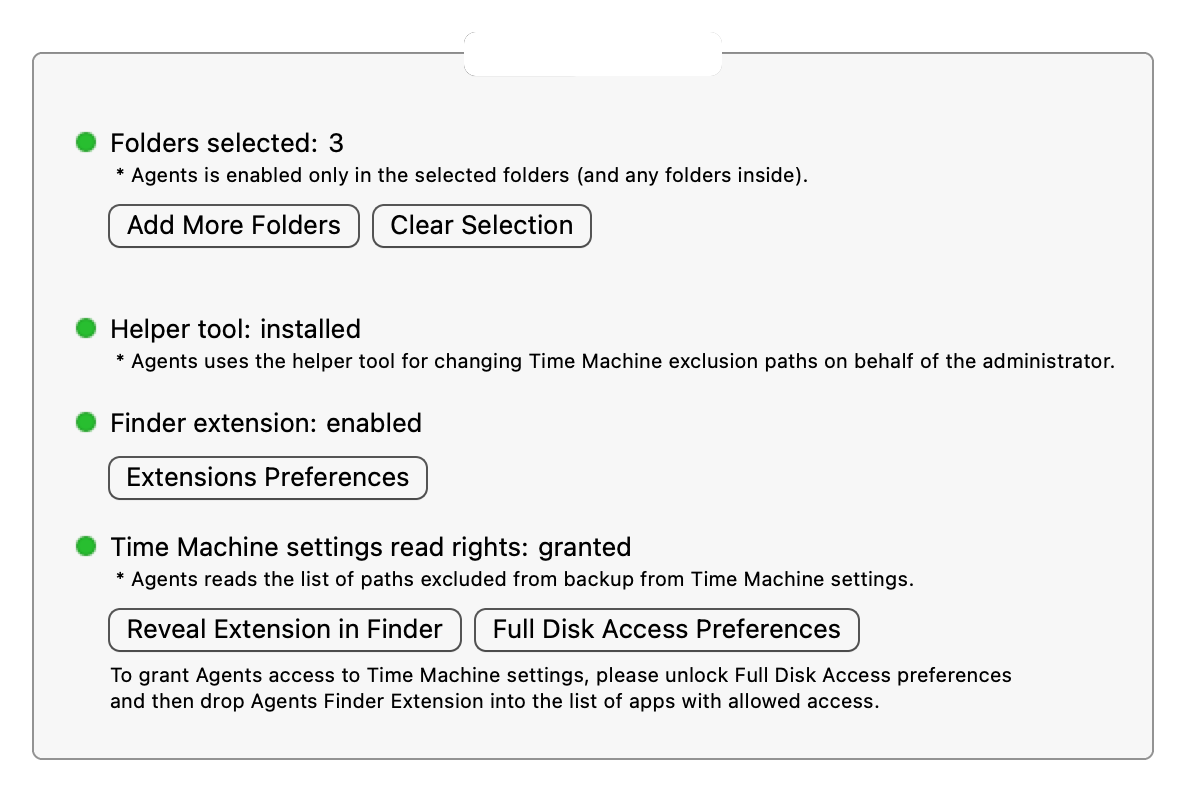 Folders selected: 3
* Agents is enabled only in the selected folders (and any folders inside).
Add More Folders Clear Selection
Helper tool: installed
* Agents uses the helper tool for changing Time Machine exclusion paths on behalf of the administrator.
Finder extension: enabled
Extensions Preferences
Time Machine settings read rights: granted
* Agents reads the list of paths excluded from backup from Time Machine settings.
Reveal Extension in Finder Full Disk Access Preferences
To grant Agents access to Time Machine settings, please unlock Full Disk Access preferences
and then drop Agents Finder Extension into the list of apps with allowed access.